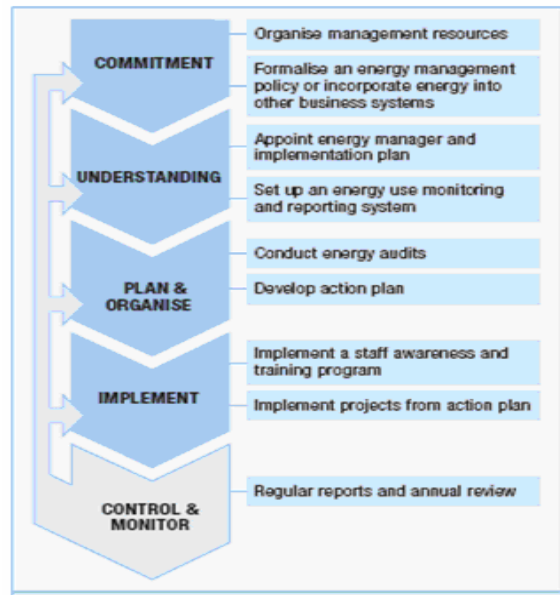 COMMITMENT
Organise management resources
Formalise an energy management
policy or incorporate energy into
other business systems
UNDERSTANDING
Appoint energy manager and
implementation plan
Set up an energy use monitoring
and reporting system
PLAN &
ORGANISE
Conduct energy audits
Develop action plan
IMPLEMENT
Implement a staff awareness and
training program
Implement projects from action plan
CONTROL &
MONITOR
Regular reports and annual review